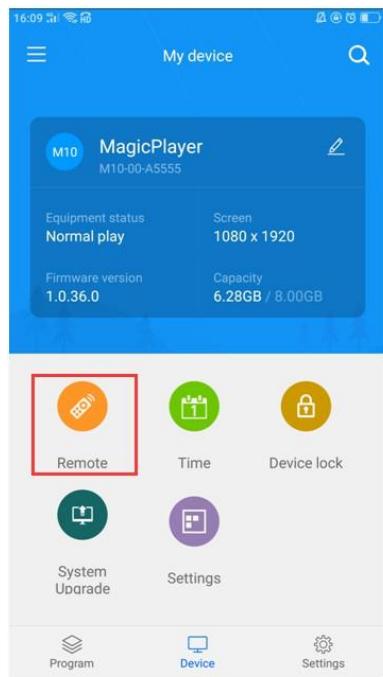 16:09
My device
M10
MagicPlayer
M10-00-A5555
Equipment status
Screen
Normal play
1080 x 1920
Firmware version
Capacity
1.0.36.0
6.28GB / 8.00GB
Remote
Time
Device lock
System
Upgrade
Settings
Program
Device
Settings